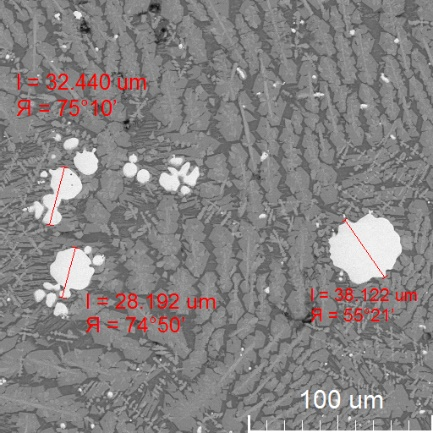 l = 32.440 um
Я = 75°10'
l = 28.192 um
Я = 74°50'
l = 38.122 um
Я = 55°21'
100 um